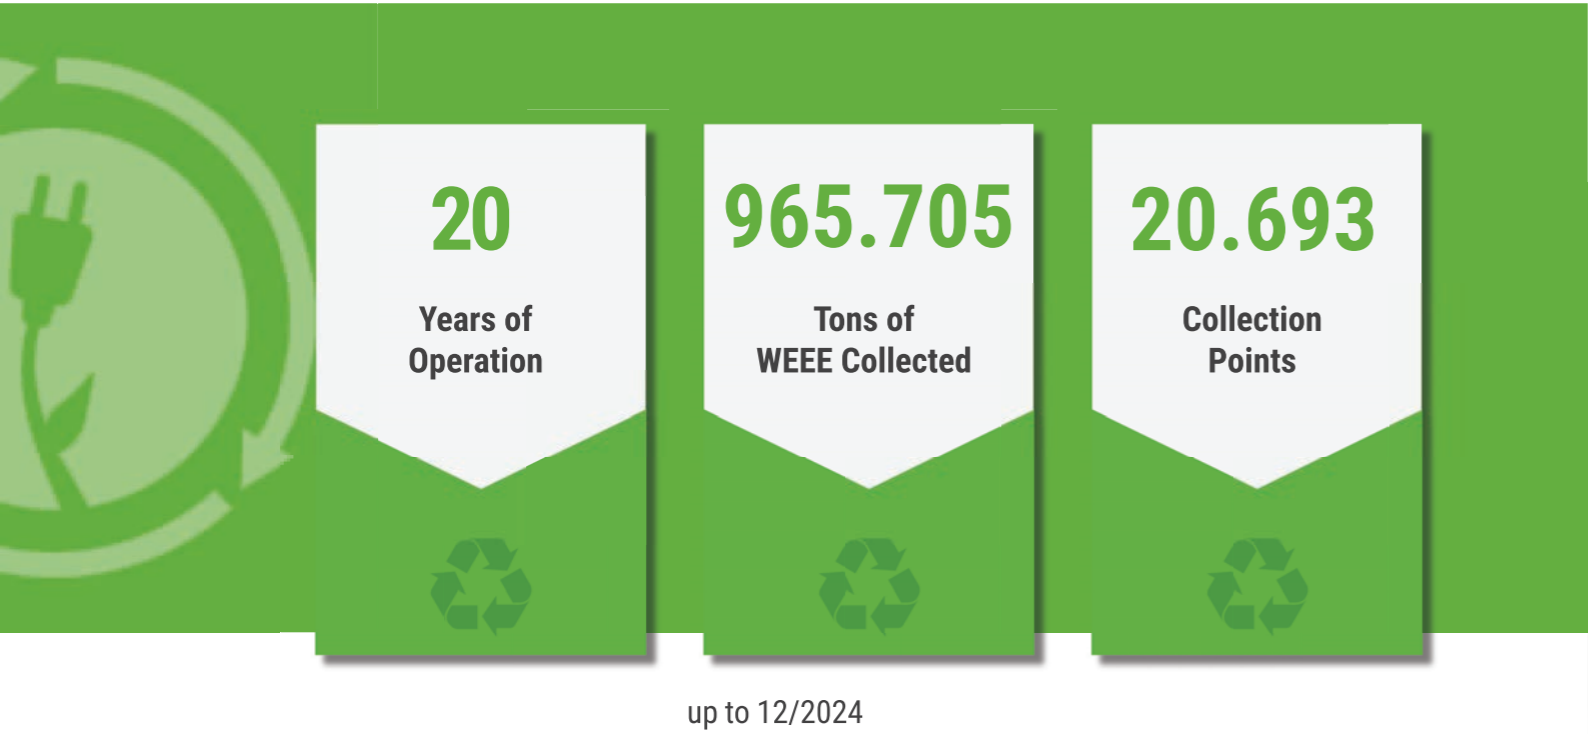 20
Years of
Operation
965.705
Tons of
WEEE Collected
20.693
Collection
Points
up to 12/2024